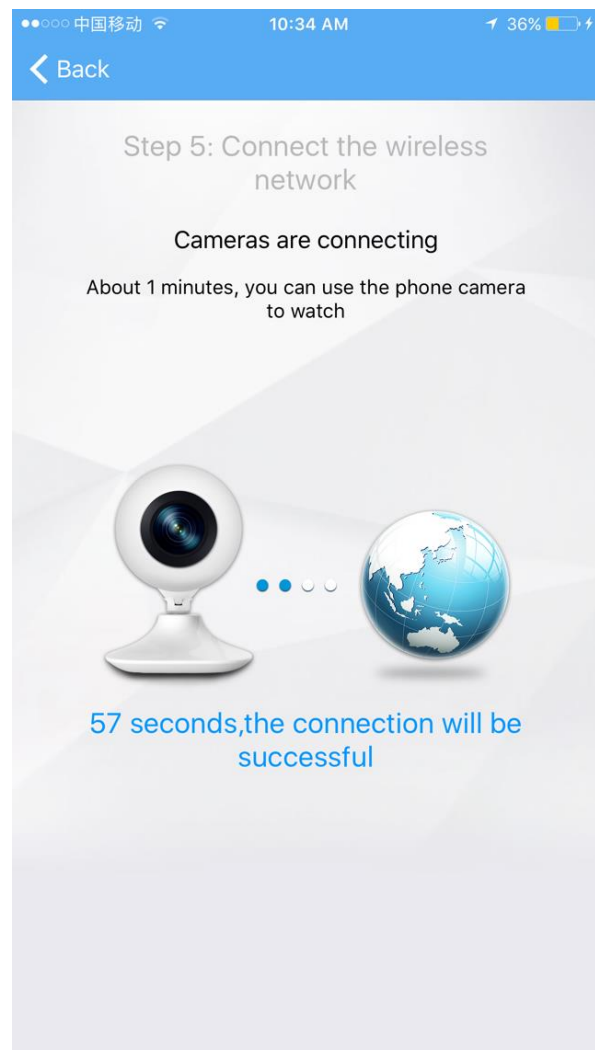 中国移动 10:34 AM 36%
Back
Step 5: Connect the wireless
network
Cameras are connecting
About 1 minutes, you can use the phone camera
to watch
57 seconds,the connection will be
successful